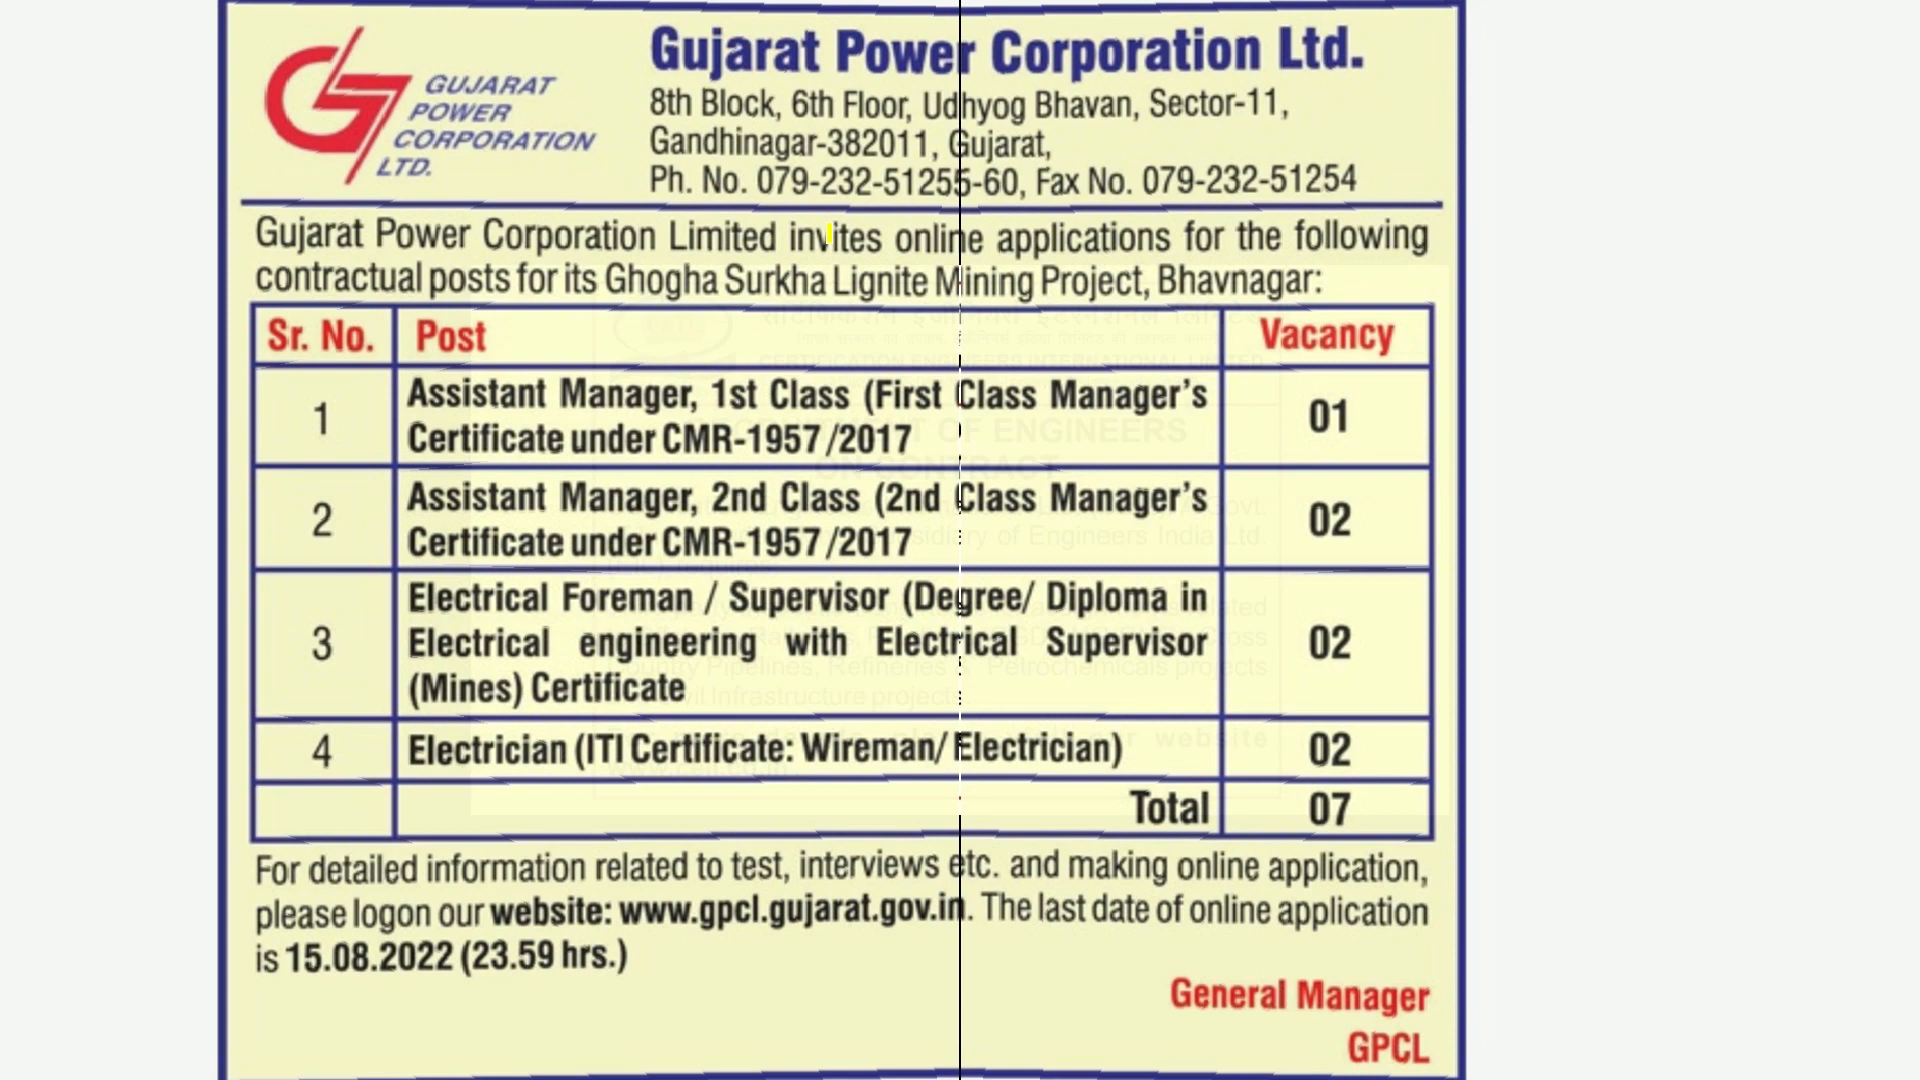 GUJARAT
POWER
CORPORATION
LTD.
Gujarat Power Corporation Ltd.
8th Block, 6th Floor, Udhyog Bhavan, Sector-11,
Gandhinagar-382011, Gujarat,
Ph. No. 079-232-51255-60, Fax No. 079-232-51254
Gujarat Power Corporation Limited invites online applications for the following
contractual posts for its Ghogha Surkha Lignite Mining Project, Bhavnagar:
Sr. No. Post Vacancy
1 Assistant Manager, 1st Class (First Class Manager's
Certificate under CMR-1957 /2017 01
2 Assistant Manager, 2nd Class (2nd Class Manager's
Certificate under CMR-1957 /2017 02
3 Electrical Foreman / Supervisor (Degree/ Diploma in
Electrical engineering with Electrical Supervisor 02
(Mines) Certificate
4 Electrician (ITI Certificate: Wireman/ Electrician) 02
Total 07
For detailed information related to test, interviews etc. and making online application,
please logon our website: www.gpcl.gujarat.gov.in. The last date of online application
is 15.08.2022 (23.59 hrs.)
General Manager
GPCL